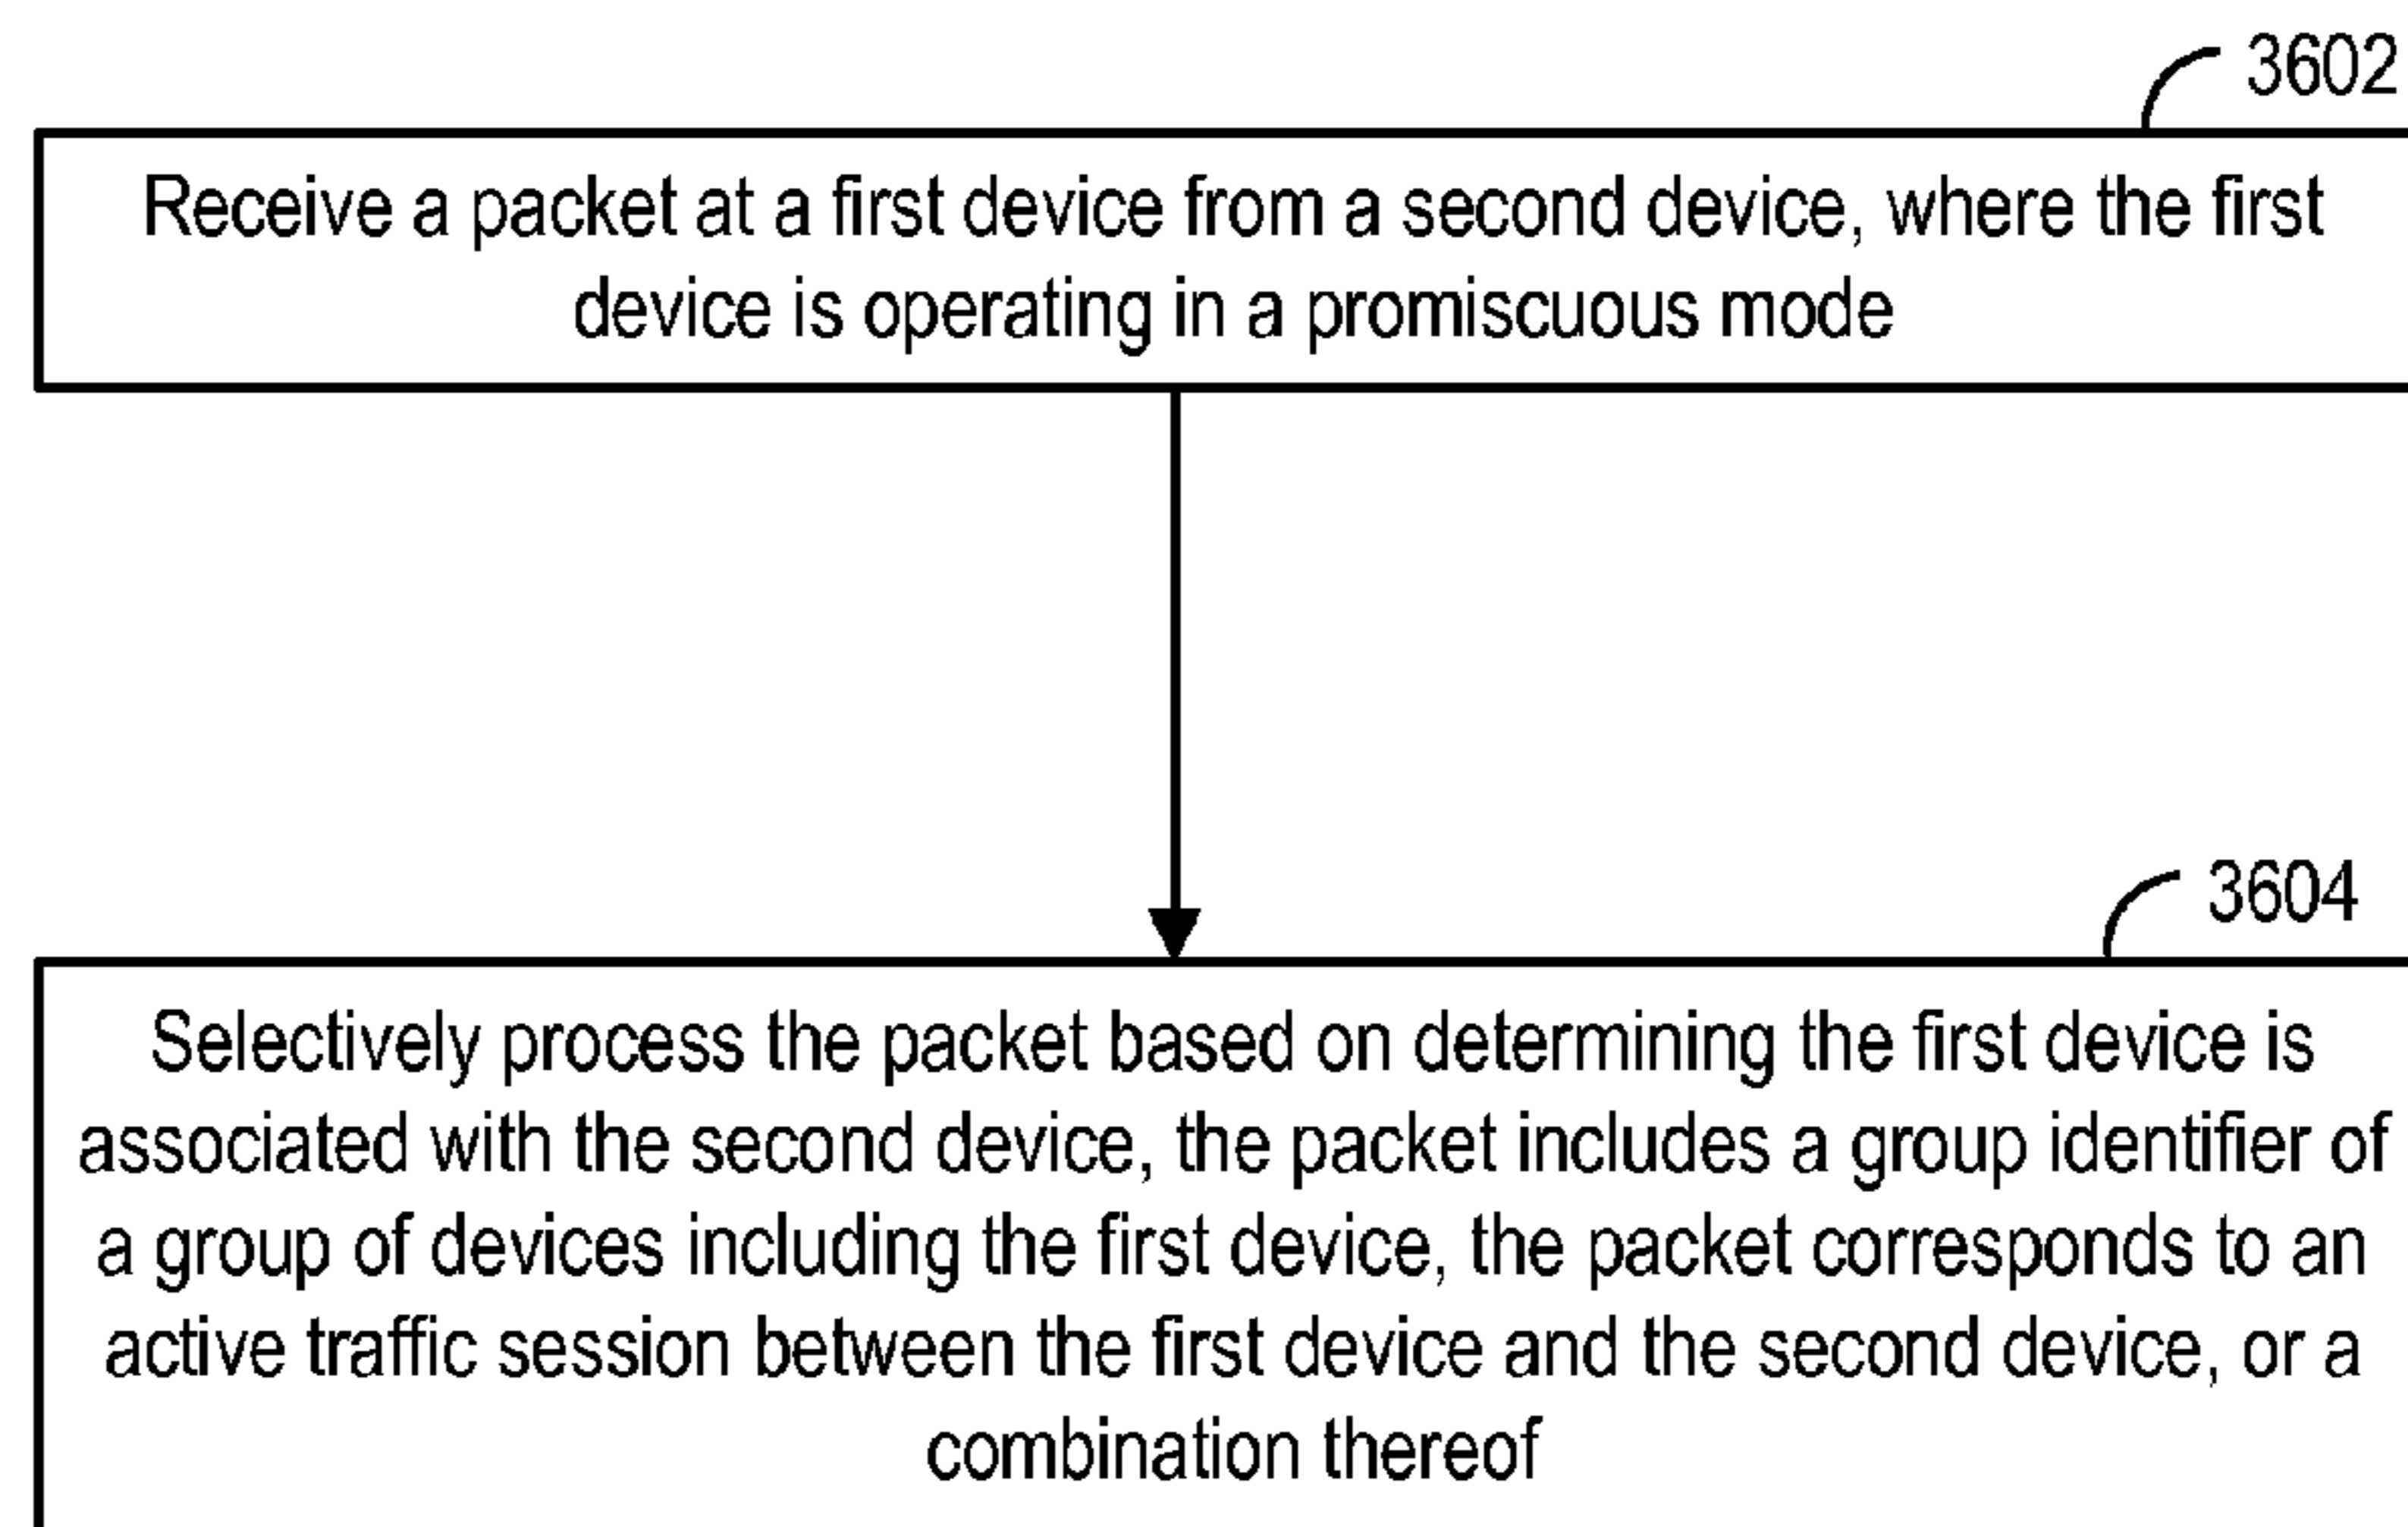 3602
Receive a packet at a first device from a second device, where the first
device is operating in a promiscuous mode
3604
Selectively process the packet based on determining the first device is
associated with the second device, the packet includes a group identifier of
a group of devices including the first device, the packet corresponds to an
active traffic session between the first device and the second device, or a
combination thereof